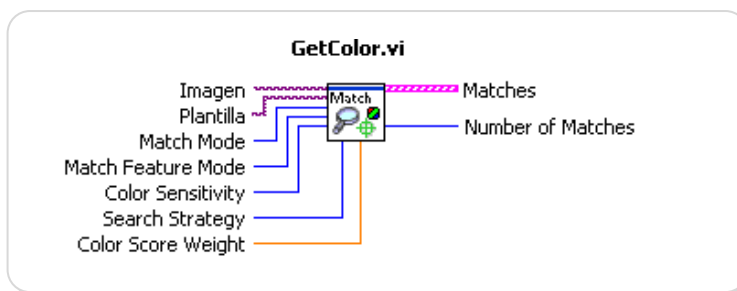 GetColor.vi
Imagen
Plantilla
Match Mode
Match Feature Mode
Color Sensitivity
Search Strategy
Color Score Weight
Match
Matches
Number of Matches